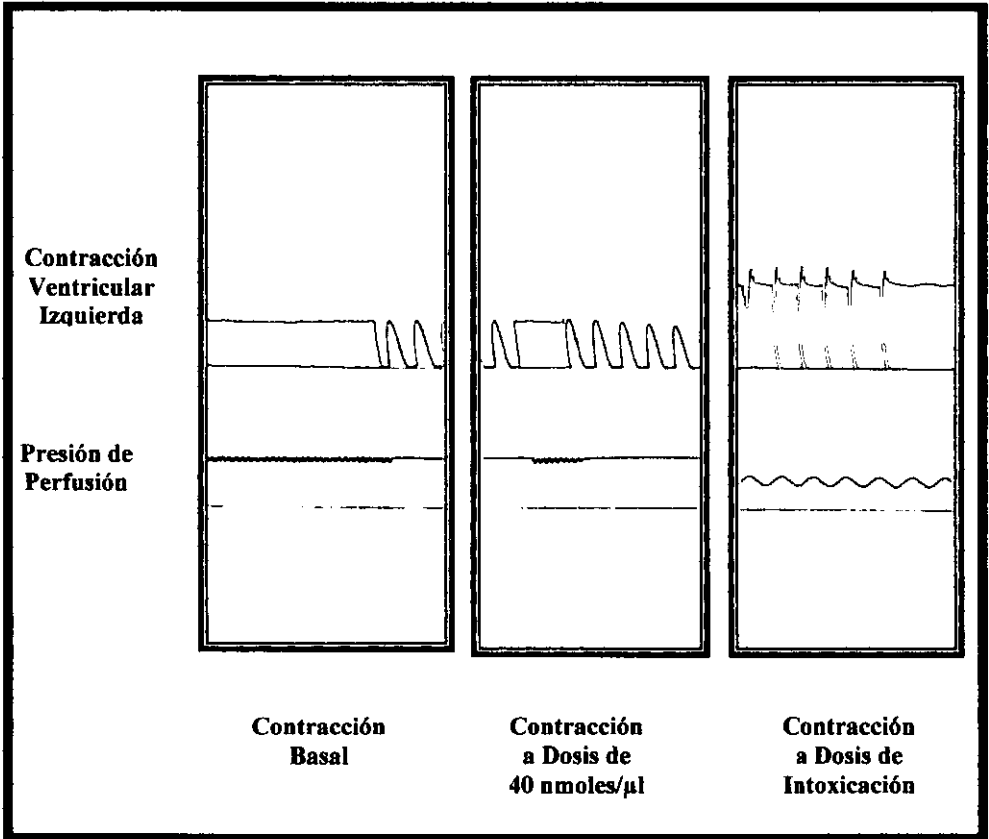 Contracción
Ventricular
Izquierda
Presión de
Perfusión
Contracción
Basal
Contracción
a Dosis de
40 nmoles/µl
Contracción
a Dosis de
Intoxicación